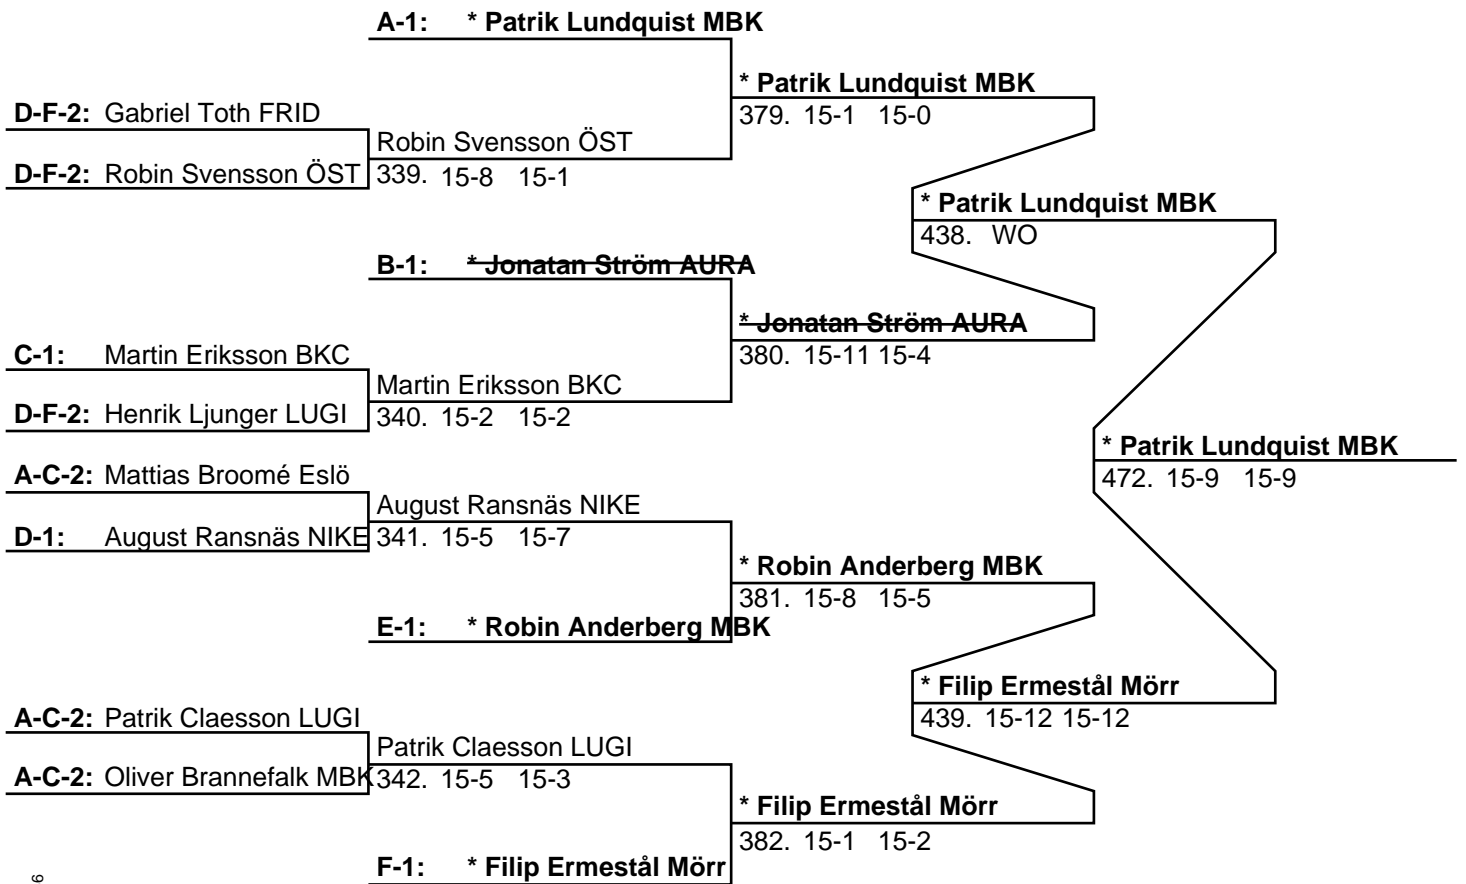 A-1: * Patrik Lundquist MBK
* Patrik Lundquist MBK
D-F-2: Gabriel Toth FRID
379. 15-1 15-0
Robin Svensson ÖST
D-F-2: Robin Svensson ÖST
339. 15-8 15-1
* Patrik Lundquist MBK
438. WO
B-1: * Jonatan Ström AURA
* Jonatan Ström AURA
C-1: Martin Eriksson BKC
380. 15-11 15-4
Martin Eriksson BKC
D-F-2: Henrik Ljunger LUGI
340. 15-2 15-2
* Patrik Lundquist MBK
472. 15-9 15-9
A-C-2: Mattias Broomé Eslö
August Ransnäs NIKE
D-1: August Ransnäs NIKE
341. 15-5 15-7
* Robin Anderberg MBK
381. 15-8 15-5
E-1: * Robin Anderberg MBK
* Filip Ermestål Mörr
439. 15-12 15-12
A-C-2: Patrik Claesson LUGI
Patrik Claesson LUGI
A-C-2: Oliver Brannefalk MBK
342. 15-5 15-3
* Filip Ermestål Mörr
382. 15-1 15-2
F-1: * Filip Ermestål Mörr
6